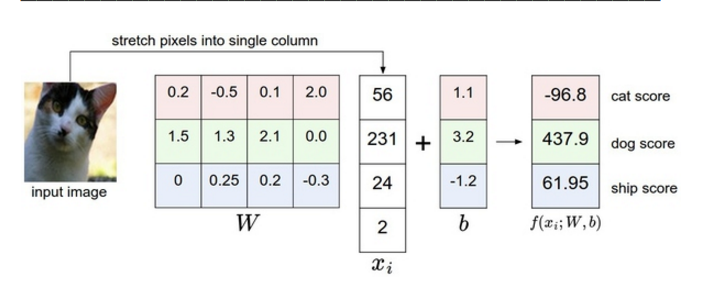 stretch pixels into single column
0.2 -0.5 0.1 2.0 56 1.1 -96.8 cat score
1.5 1.3 2.1 0.0 231 + 3.2 437.9 dog score
0 0.25 0.2 -0.3 24 -1.2 61.95 ship score
input image
2
W b f(xᵢ; W, b)
xᵢ